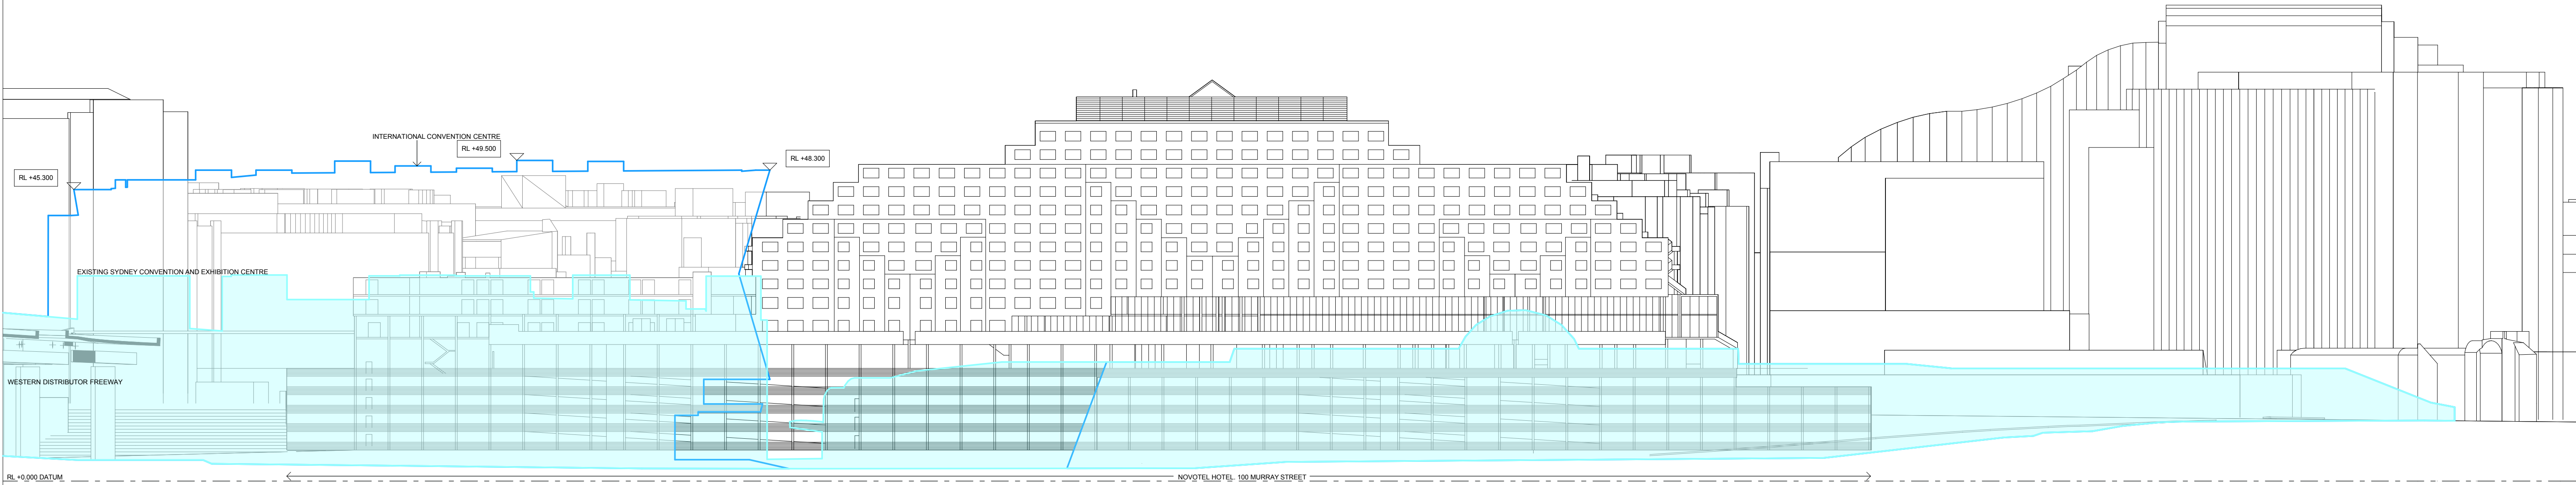 INTERNATIONAL CONVENTION CENTRE
RL +49.500
RL +48.300
RL +45.300
EXISTING SYDNEY CONVENTION AND EXHIBITION CENTRE
WESTERN DISTRIBUTOR FREEWAY
RL +0.000 DATUM
NOVOTEL HOTEL. 100 MURRAY STREET